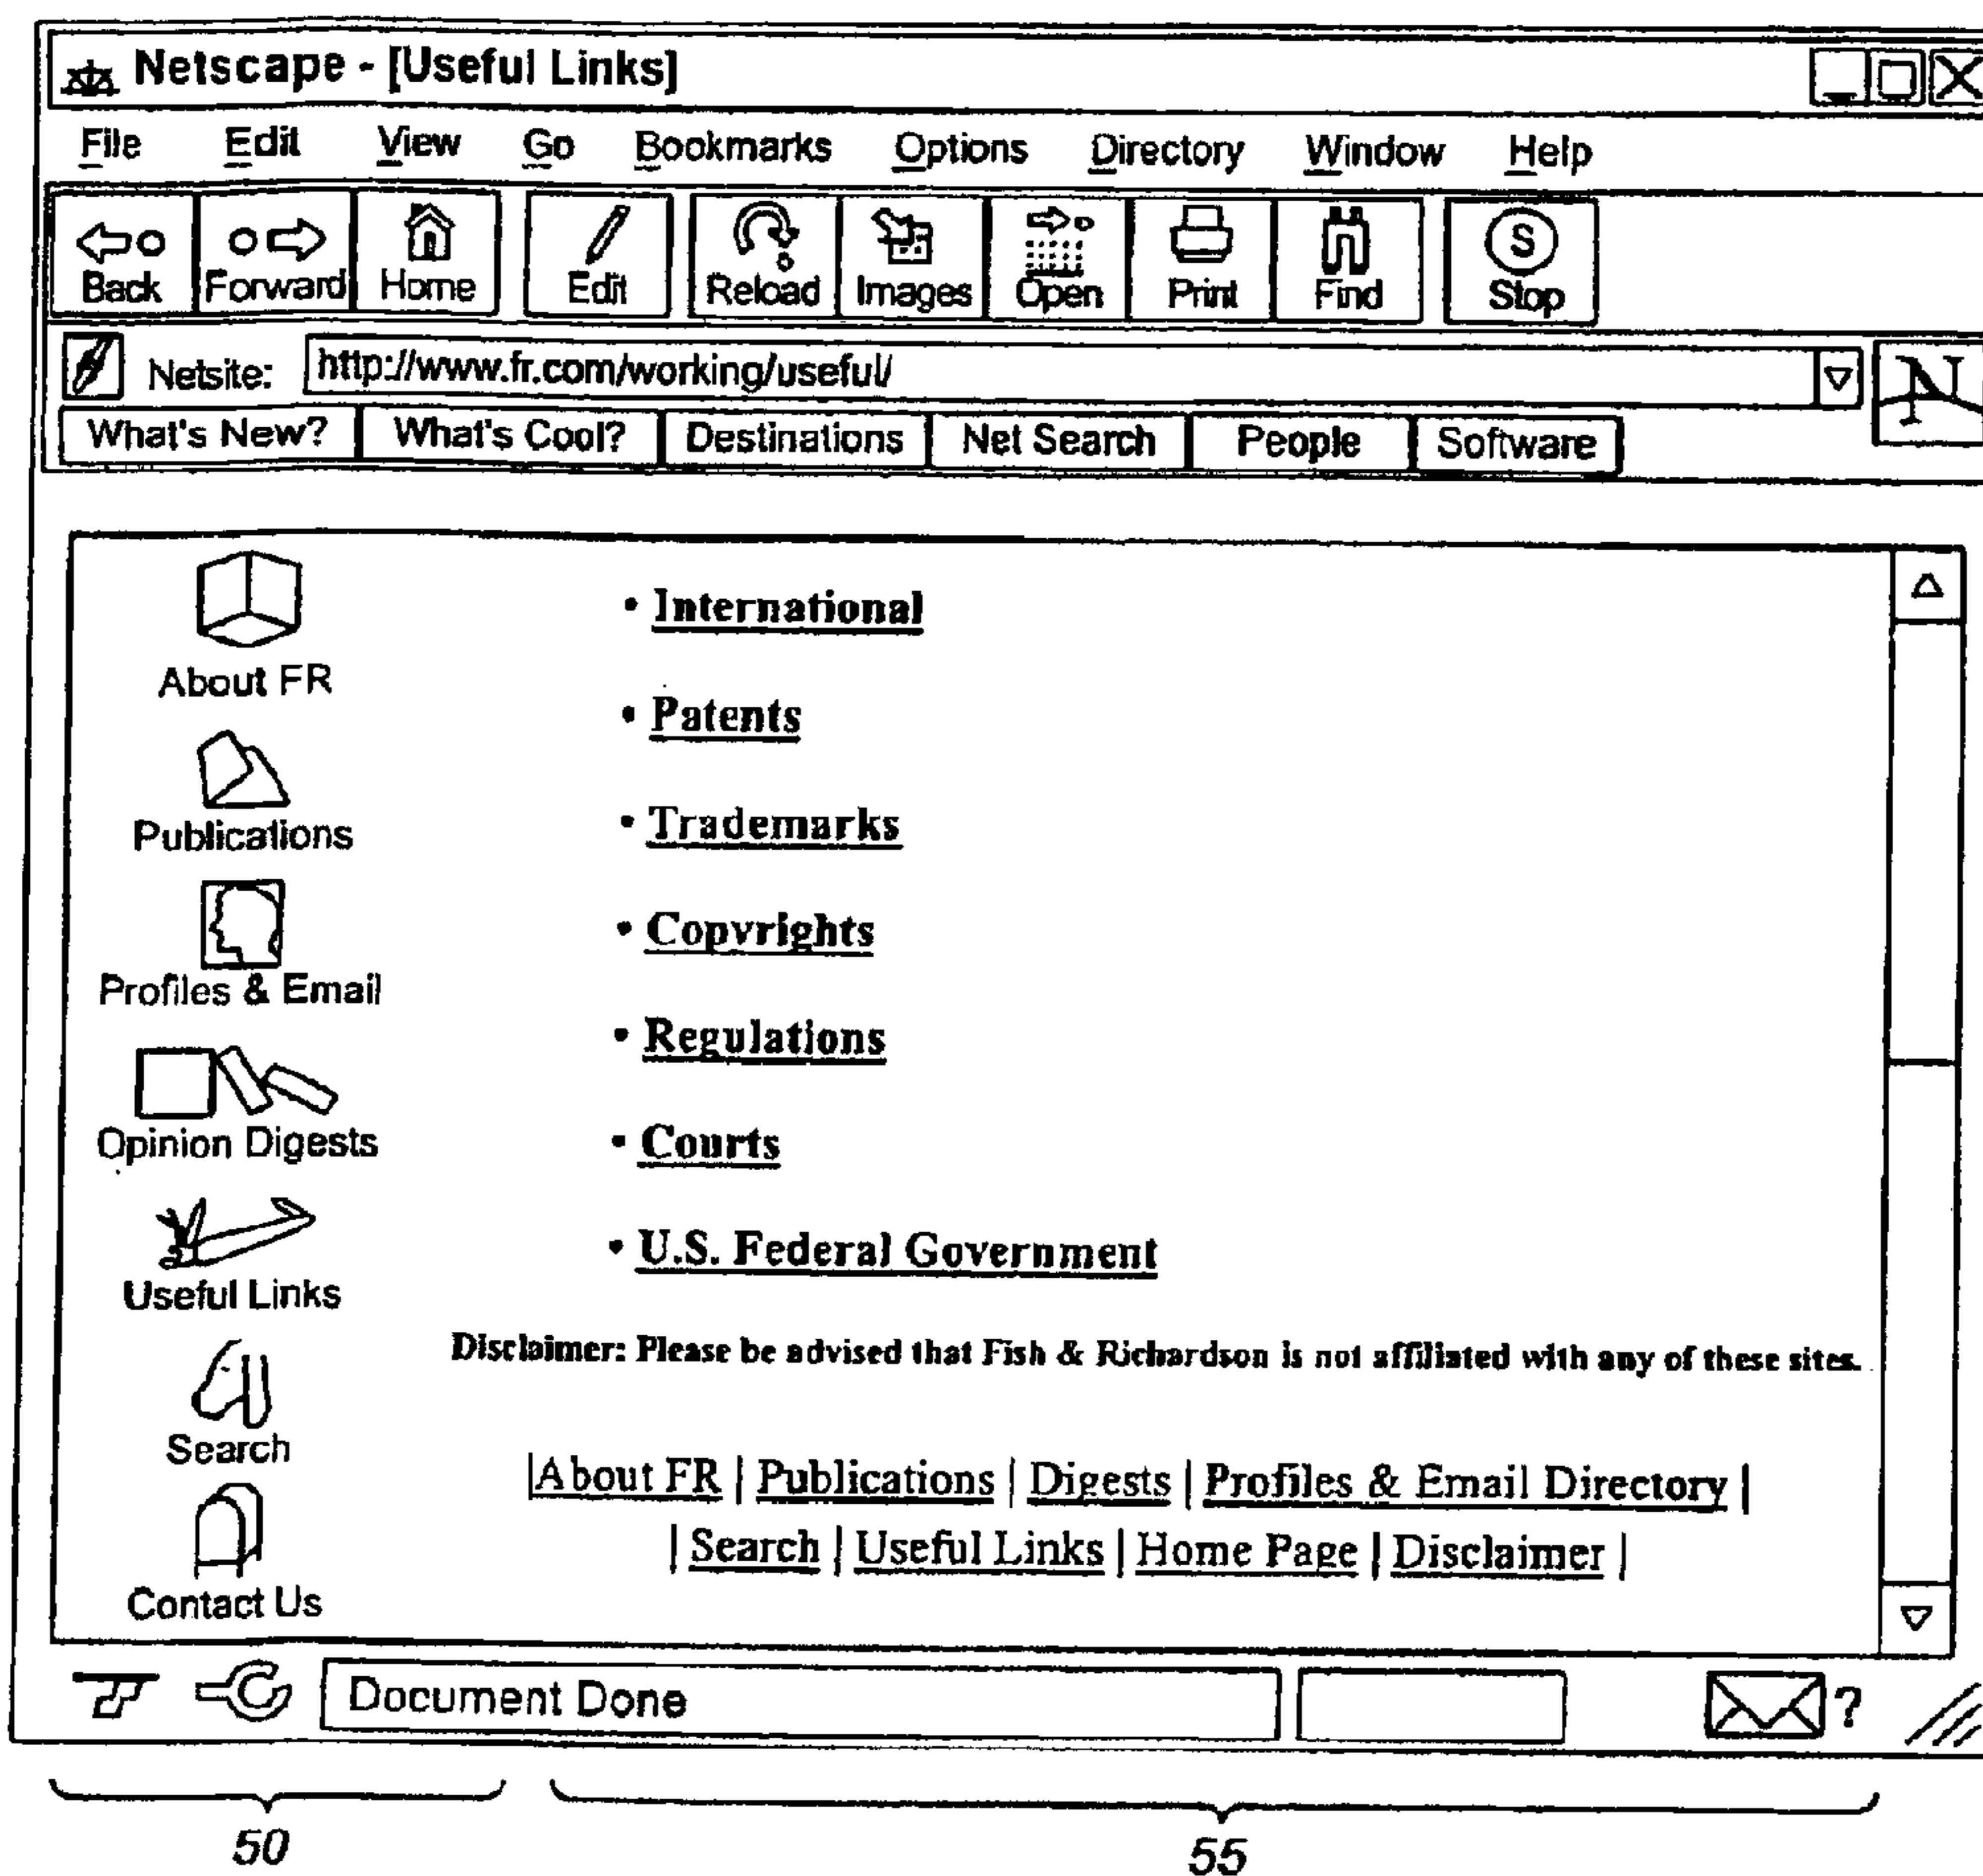 Netscape - [Useful Links]
File Edit View Go Bookmarks Options Directory Window Help
Back Forward Home Edit Reload Images Open Print Find S Stop
Netsite: http://www.fr.com/working/useful/ N
What's New? What's Cool? Destinations Net Search People Software
About FR
Publications
Profiles & Email
Opinion Digests
Useful Links
Search
Contact Us
• International
• Patents
• Trademarks
• Copyrights
• Regulations
• Courts
• U.S. Federal Government
Disclaimer: Please be advised that Fish & Richardson is not affiliated with any of these sites.
|About FR | Publications | Digests | Profiles & Email Directory |
| Search | Useful Links | Home Page | Disclaimer |
Document Done ?
50 55